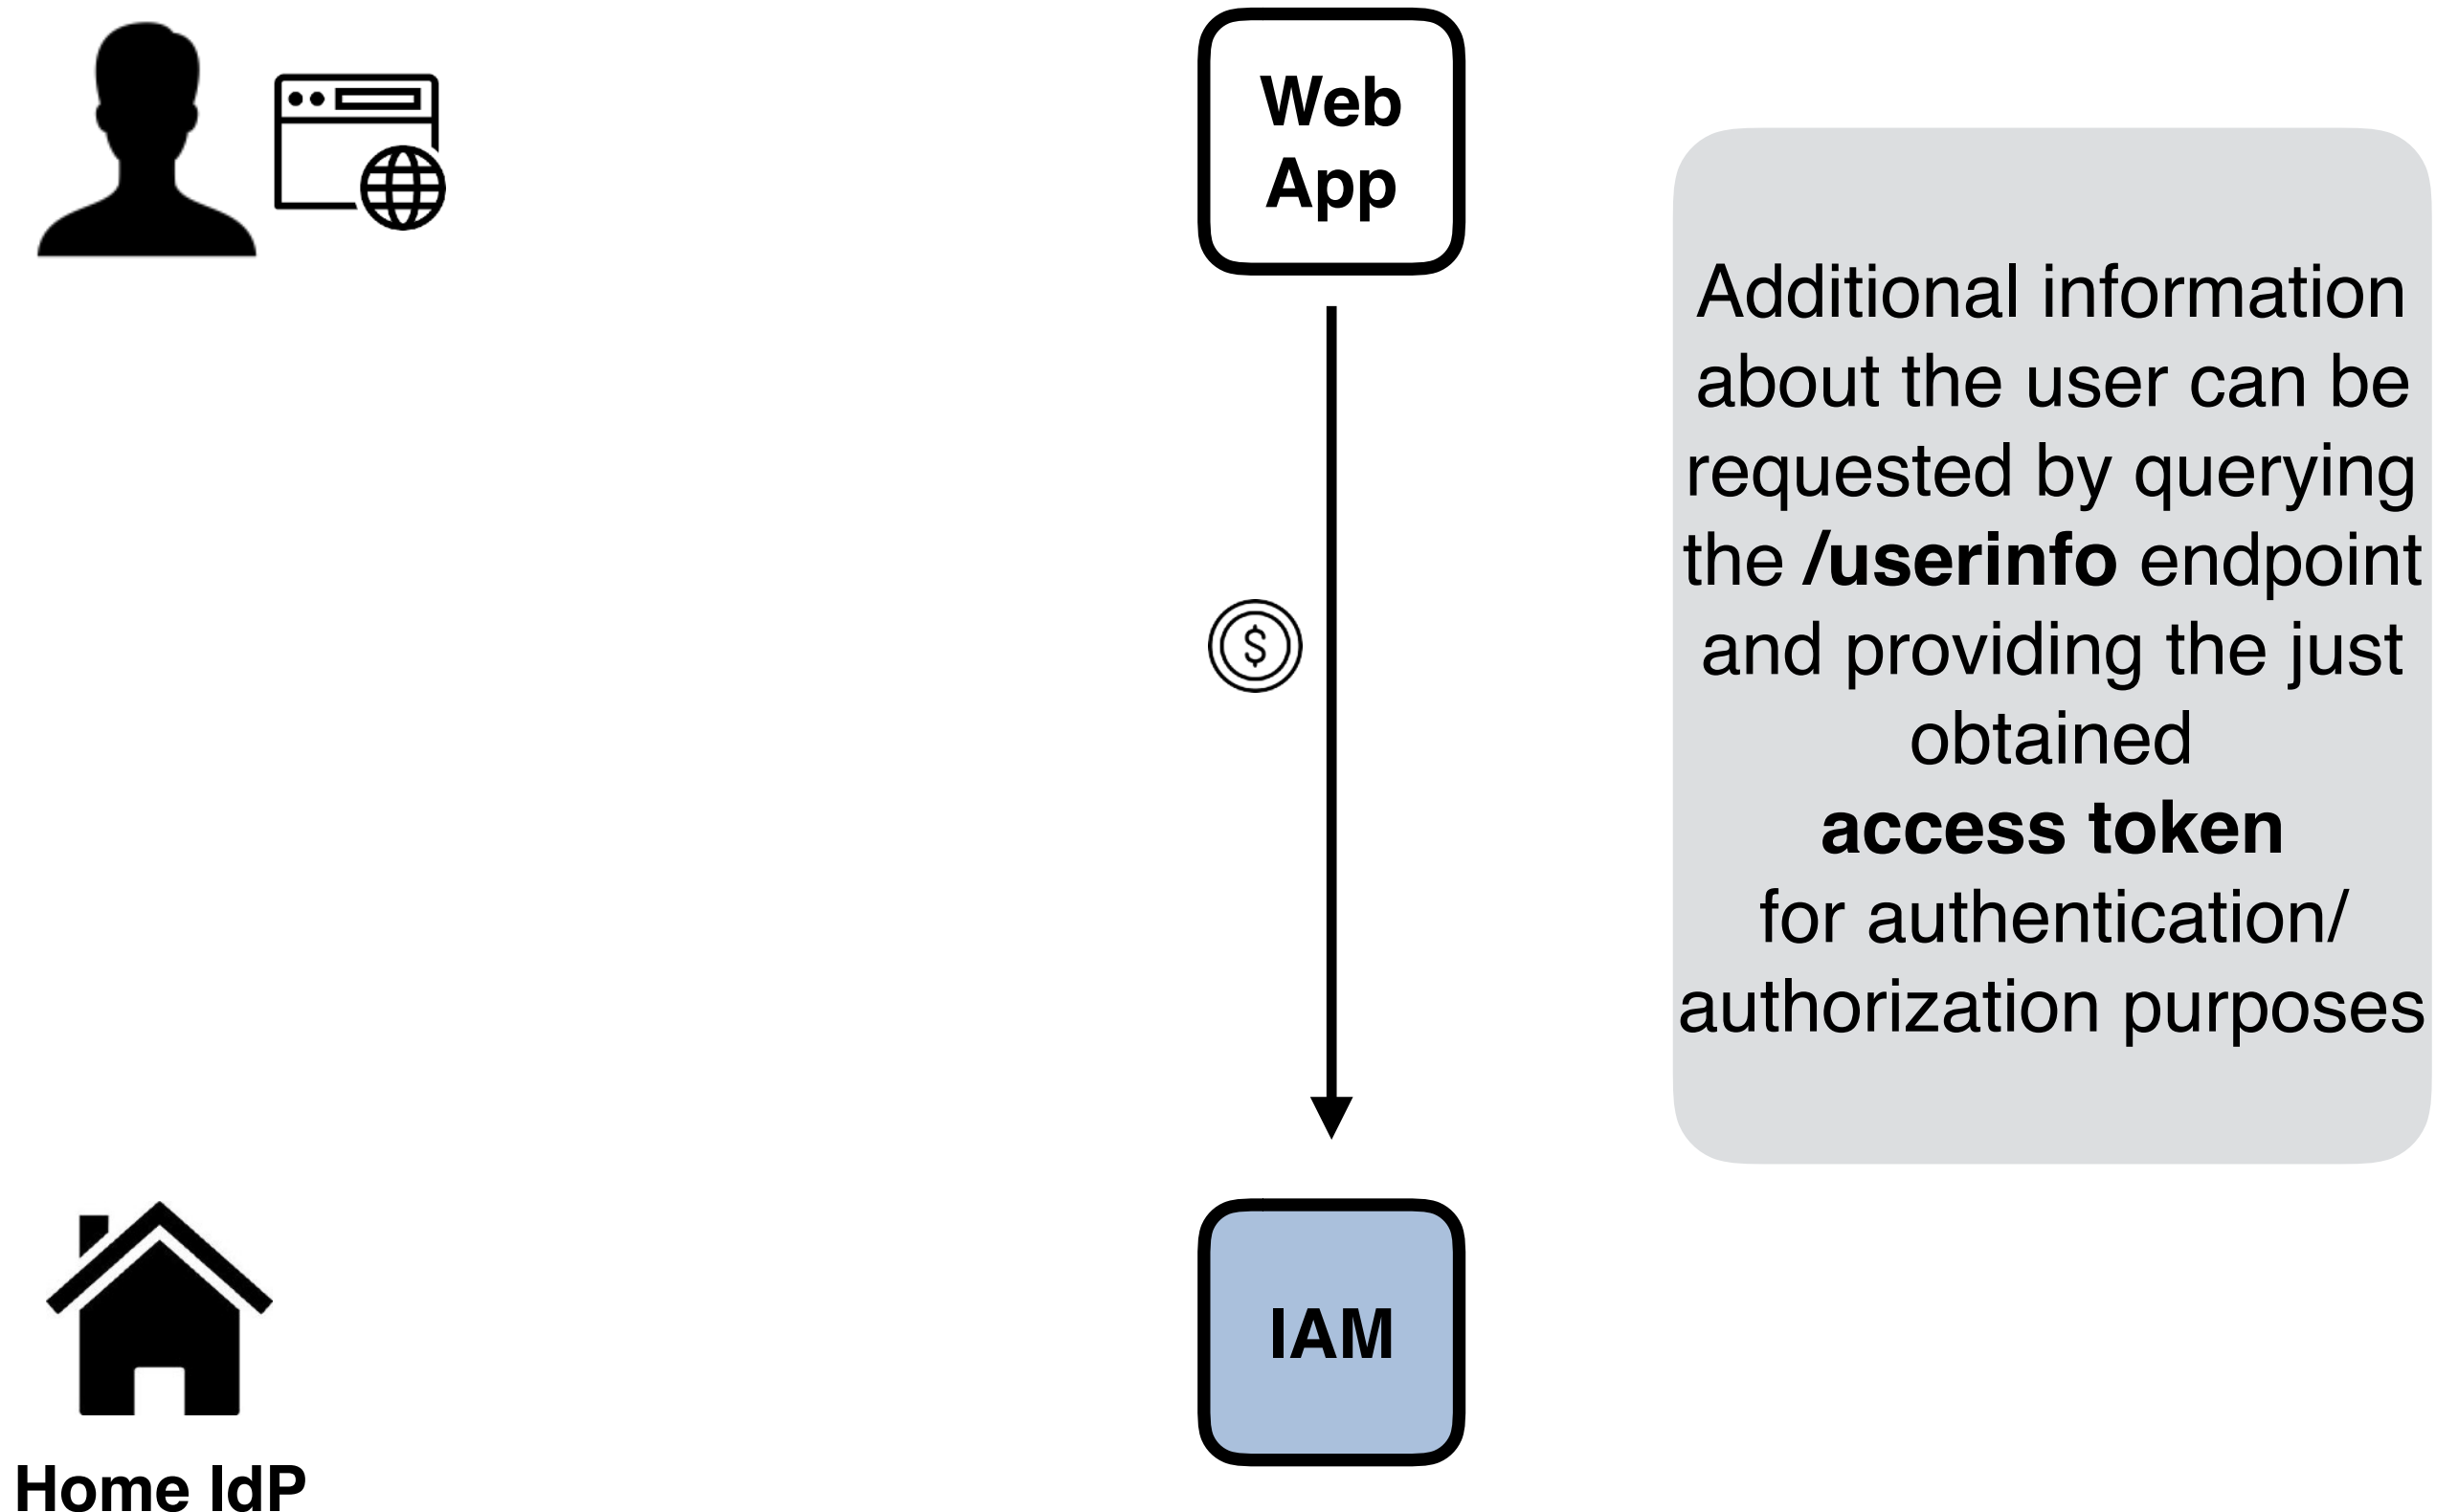 Web
App
Additional information
about the user can be
requested by querying
the /userinfo endpoint
and providing the just
obtained
access token
for authentication/
authorization purposes
$
IAM
Home IdP